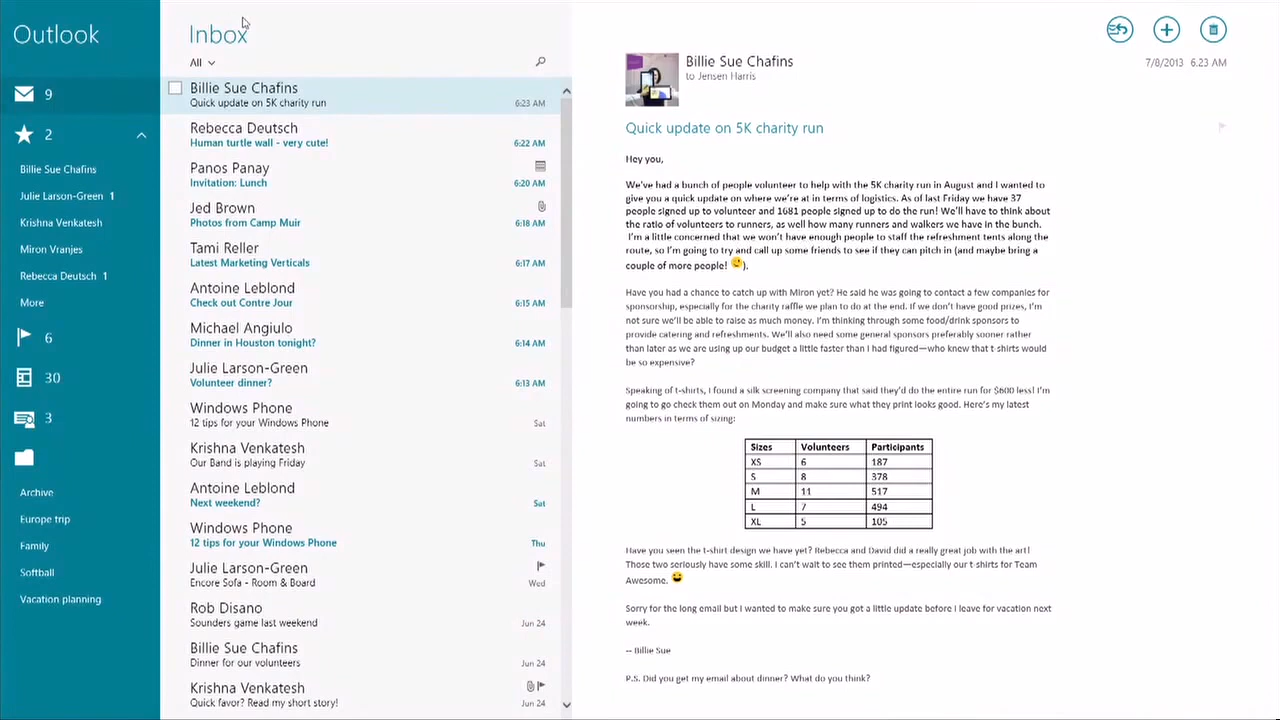 Outlook
9
2
Billie Sue Chafins
Julie Larson-Green 1
Krishna Venkatesh
Miron Vranjes
Rebecca Deutsch 1
More
6
30
3
Archive
Europe trip
Family
Softball
Vacation planning
Inbox
All
Billie Sue Chafins
Quick update on 5K charity run 6:23 AM
Rebecca Deutsch
Human turtle wall - very cute! 6:22 AM
Panos Panay
Invitation: Lunch 6:20 AM
Jed Brown
Photos from Camp Muir 6:18 AM
Tami Reller
Latest Marketing Verticals 6:17 AM
Antoine Leblond
Check out Contre Jour 6:15 AM
Michael Angiulo
Dinner in Houston tonight? 6:14 AM
Julie Larson-Green
Volunteer dinner? 6:13 AM
Windows Phone
12 tips for your Windows Phone Sat
Krishna Venkatesh
Our Band is playing Friday Sat
Antoine Leblond
Next weekend? Sat
Windows Phone
12 tips for your Windows Phone Thu
Julie Larson-Green
Encore Sofa - Room & Board Wed
Rob Disano
Sounders game last weekend Jun 24
Billie Sue Chafins
Dinner for our volunteers Jun 24
Krishna Venkatesh
Quick favor? Read my short story! Jun 24
Billie Sue Chafins
to Jensen Harris
7/8/2013 6:23 AM
Quick update on 5K charity run
Hey you,
We've had a bunch of people volunteer to help with the 5K charity run in August and I wanted to
give you a quick update on where we're at in terms of logistics. As of last Friday we have 37
people signed up to volunteer and 1681 people signed up to do the run! We'll have to think about
the ratio of volunteers to runners, as well how many runners and walkers we have in the bunch.
I'm a little concerned that we won't have enough people to staff the refreshment tents along the
route, so I'm going to try and call up some friends to see if they can pitch in (and maybe bring a
couple of more people! 😉).
Have you had a chance to catch up with Miron yet? He said he was going to contact a few companies for
sponsorship, especially for the charity raffle we plan to do at the end. If we don't have good prizes, I'm
not sure we'll be able to raise as much money. I'm thinking through some food/drink sponsors to
provide catering and refreshments. We'll also need some general sponsors preferably sooner rather
than later as we are using up our budget a little faster than I had figured—who knew that t-shirts would
be so expensive?
Speaking of t-shirts, I found a silk screening company that said they'd do the entire run for $600 less! I'm
going to go check them out on Monday and make sure what they print looks good. Here's my latest
numbers in terms of sizing:
Sizes Volunteers Participants
XS 6 187
S 8 378
M 11 517
L 7 494
XL 5 105
Have you seen the t-shirt design we have yet? Rebecca and David did a really great job with the art!
Those two seriously have some skill. I can't wait to see them printed—especially our t-shirts for Team
Awesome. 😀
Sorry for the long email but I wanted to make sure you got a little update before I leave for vacation next
week.
-- Billie Sue
P.S. Did you get my email about dinner? What do you think?